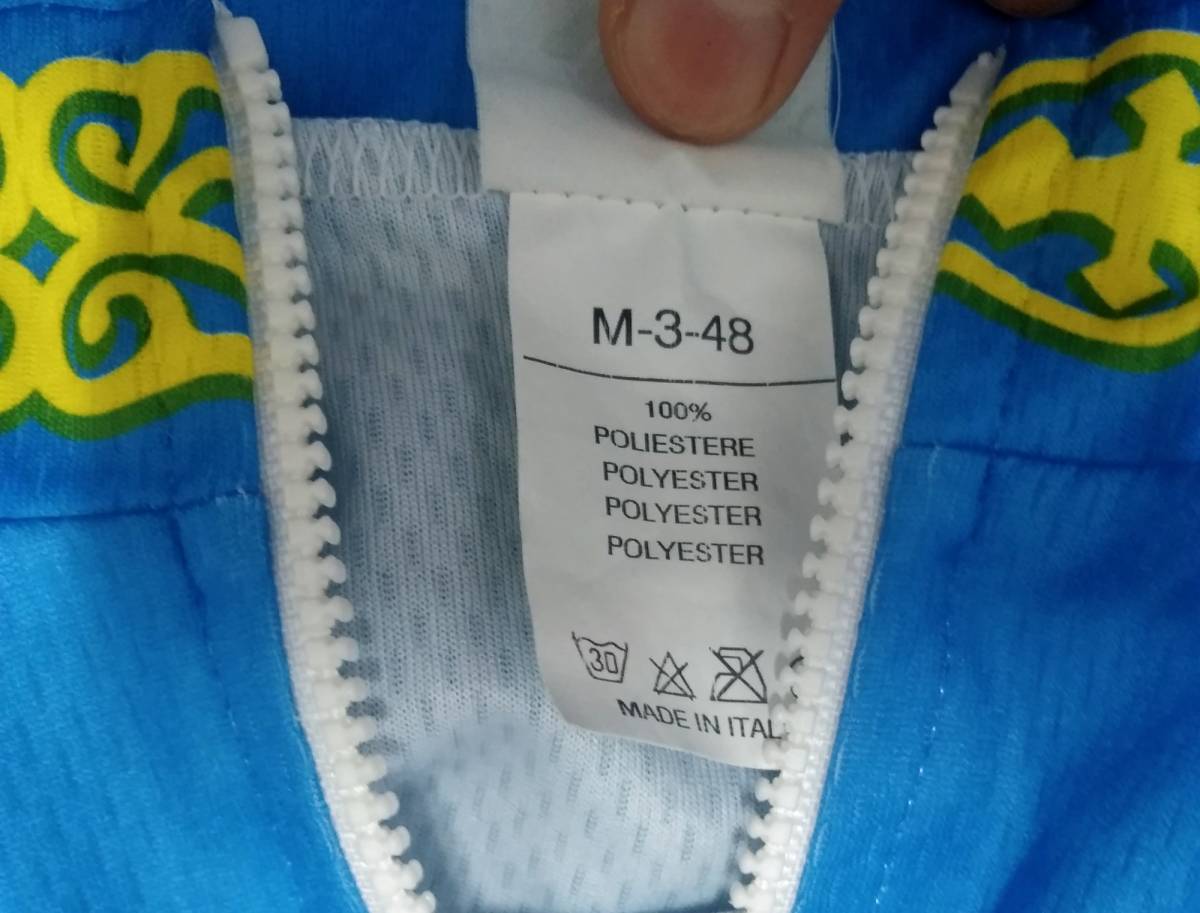 M-3-48
100%
POLIESTERE
POLYESTER
POLYESTER
POLYESTER
30
MADE IN ITAL